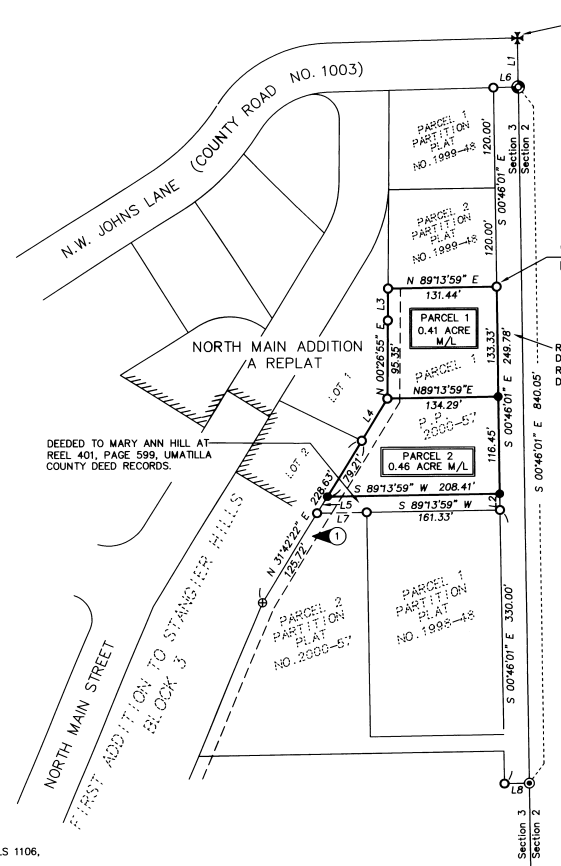 L1
L6
N.W. JOHNS LANE (COUNTY ROAD NO. 1003)
PARCEL 1
PARTITION
PLAT
NO.1999-48
120.00'
S 00°46'01" E
Section 3
Section 2
PARCEL 2
PARTITION
PLAT
NO.1999-48
120.00'
N 89°13'59" E
131.44'
L3
PARCEL 1
0.41 ACRE
M/L
133.33'
249.78'
NORTH MAIN ADDITION
A REPLAT
N 00°26'55" E
95.35'
PARCEL 1
R
D
R
D
840.05'
LOT 1
N89°13'59"E
134.29'
P.P.
2000-57
L4
S 00°46'01" E
S 00°46'01" E
DEEDED TO MARY ANN HILL AT
REEL 401, PAGE 599, UMATILLA
COUNTY DEED RECORDS.
LOT 2
PARCEL 2
0.46 ACRE M/L
116.45'
79.21'
228.63'
S 89°13'59" W 208.41'
L5
S 89°13'59" W
L2
L7
161.33'
N 31°42'22" E
125.72'
1
PARCEL 2
PARTITION
PLAT
NO.2000-57
PARCEL 1
PARTITION
PLAT
NO.1998-48
330.00'
S 00°46'01" E
NORTH MAIN STREET
FIRST ADDITION TO STANGIER HILLS
BLOCK 3
L8
Section 3
Section 2
LS 1106,